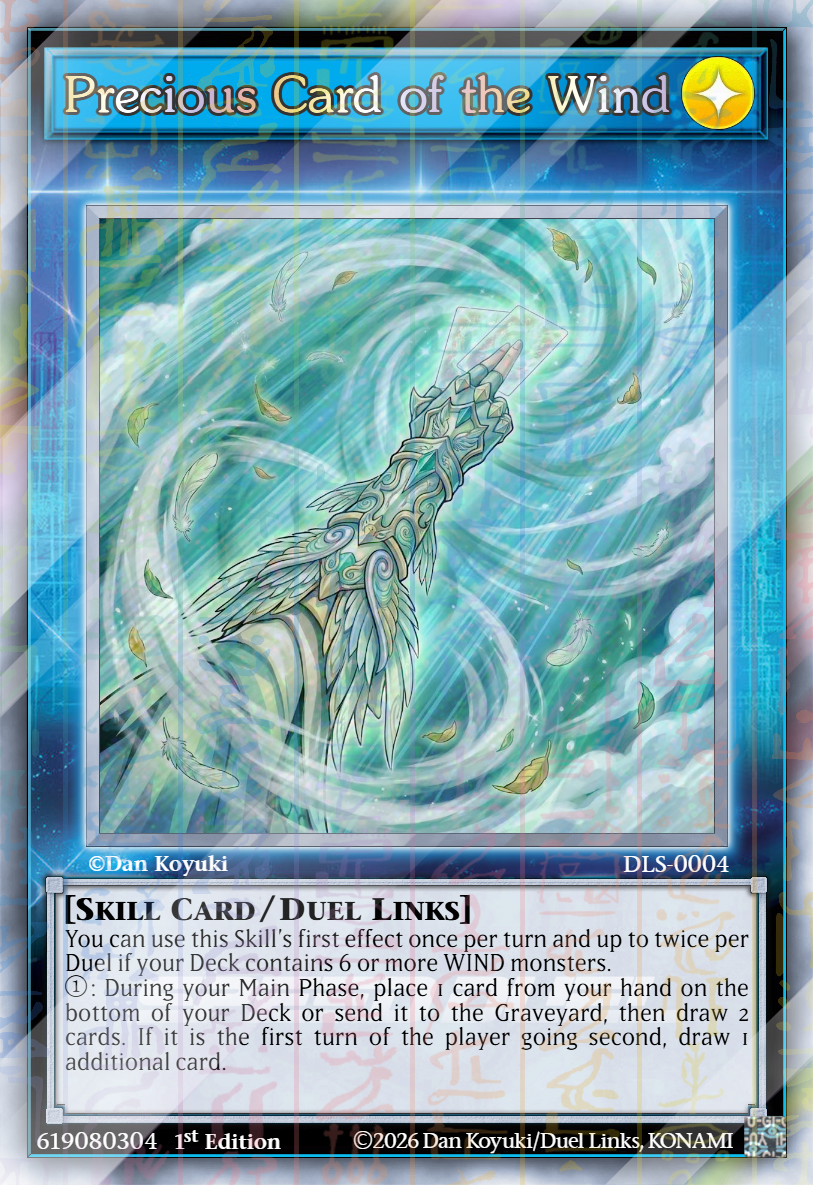 Precious Card of the Wind
©Dan Koyuki
DLS-0004
[Skill Card/Duel Links]
You can use this Skill's first effect once per turn and up to twice per
Duel if your Deck contains 6 or more WIND monsters.
①: During your Main Phase, place 1 card from your hand on the
bottom of your Deck or send it to the Graveyard, then draw 2
cards. If it is the first turn of the player going second, draw 1
additional card.
619080304 1st Edition
©2026 Dan Koyuki/Duel Links, KONAMI